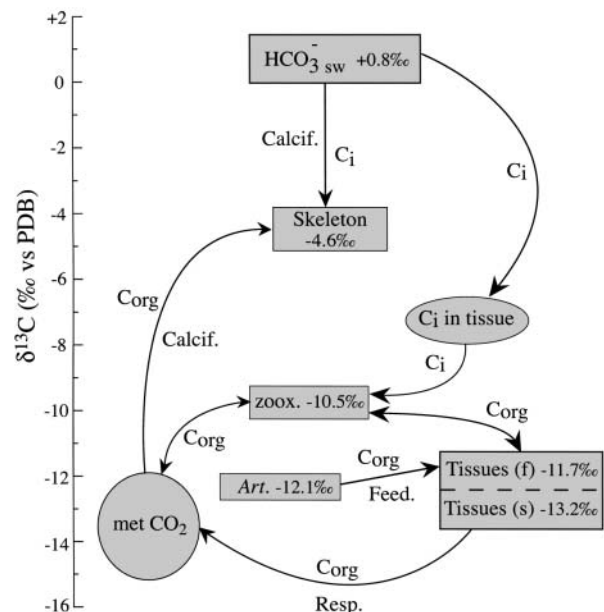 +2
0
-2
-4
-6
-8
-10
-12
-14
-16
δ¹³C (‰ vs PDB)
HCO₃⁻ sw +0.8‰
Calcif.
Cᵢ
Cᵢ
Skeleton
-4.6‰
Corg
Calcif.
Cᵢ in tissue
Cᵢ
zoox. -10.5‰
Corg
Corg
Art. -12.1‰
Corg
Feed.
Tissues (f) -11.7‰
Tissues (s) -13.2‰
met CO₂
Corg
Resp.